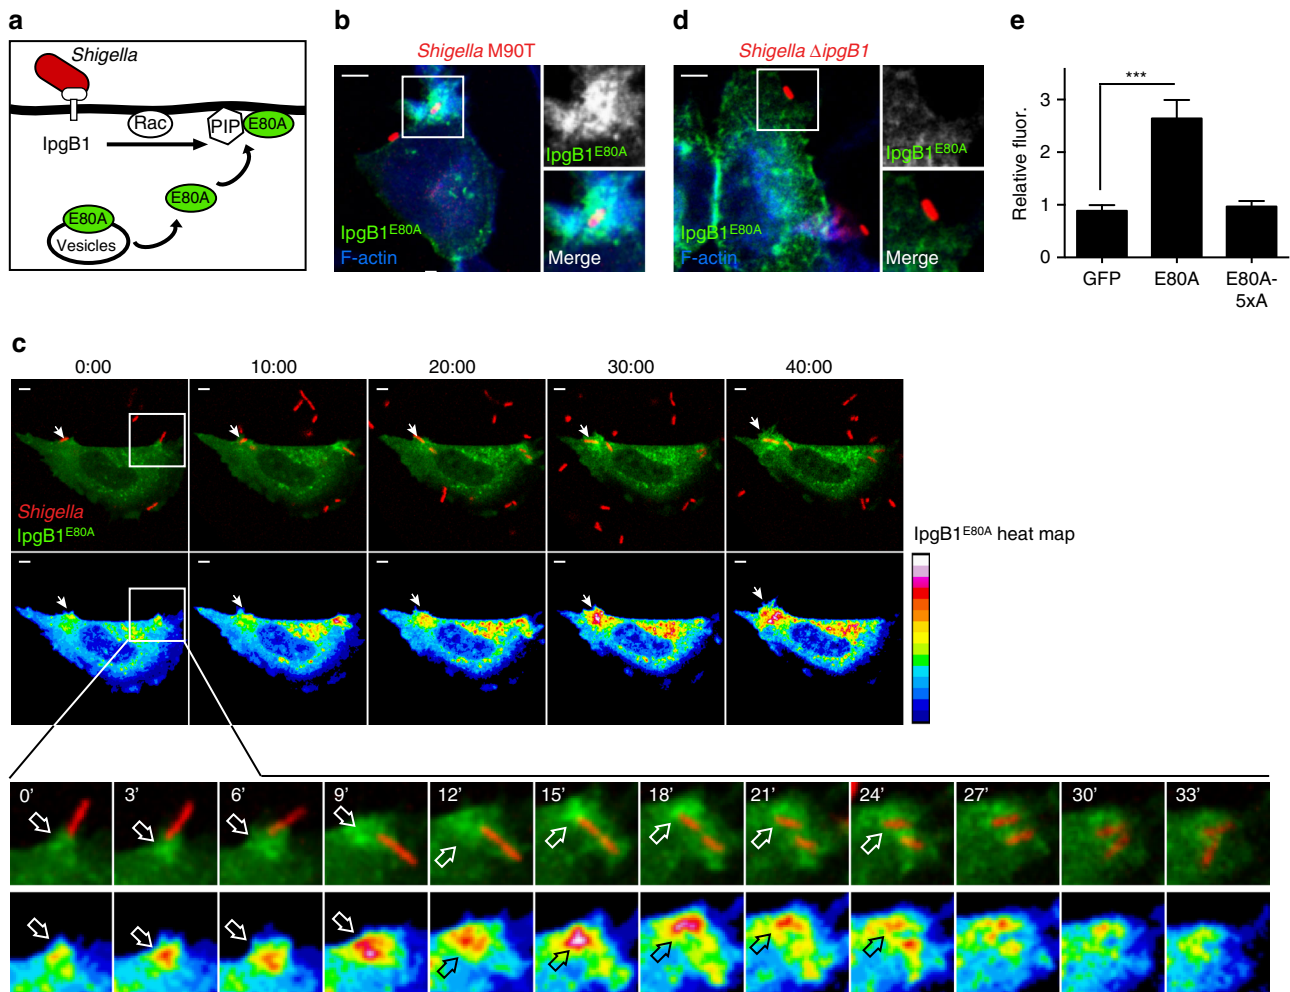 a
Shigella
Rac
PIP
E80A
IpgB1
E80A
E80A
Vesicles
b
Shigella M90T
IpgB1E80A
IpgB1E80A
F-actin
Merge
d
Shigella ΔipgB1
IpgB1E80A
IpgB1E80A
F-actin
Merge
e
***
Relative fluor.
3
2
1
0
GFP
E80A
E80A-
5xA
c
0:00 10:00 20:00 30:00 40:00
Shigella
IpgB1E80A
IpgB1E80A heat map
0' 3' 6' 9' 12' 15' 18' 21' 24' 27' 30' 33'